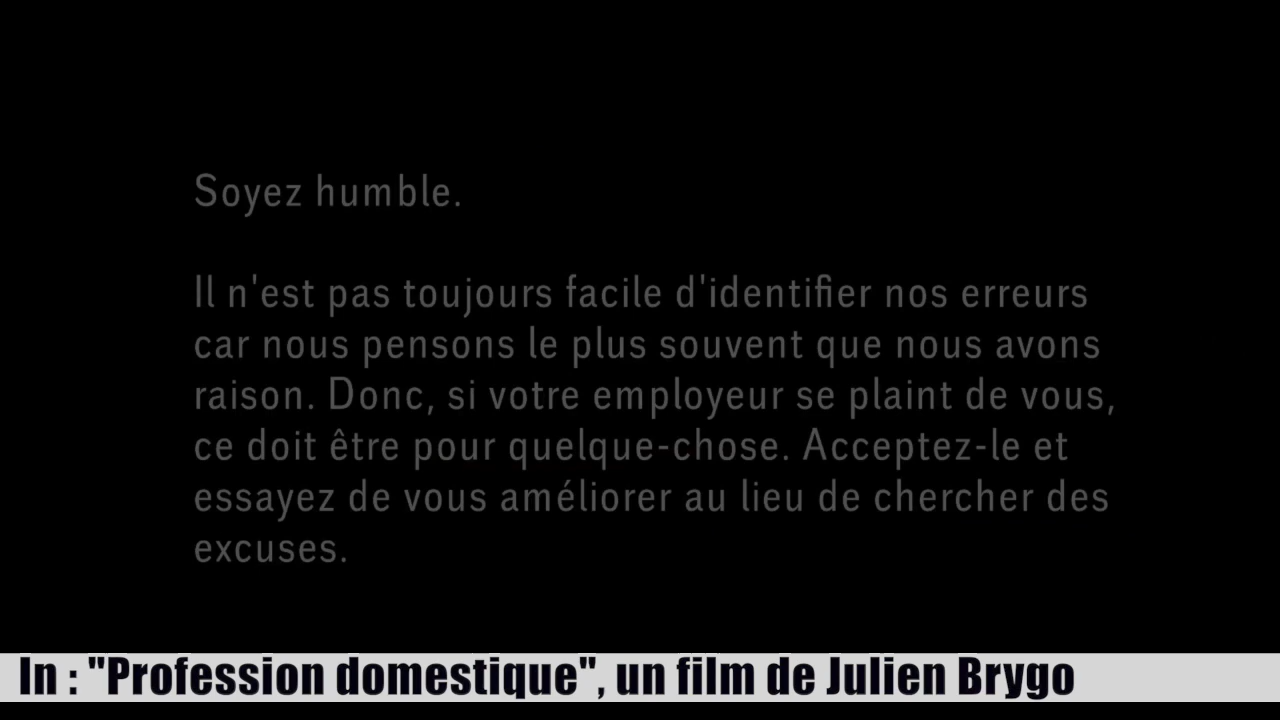 Soyez humble.
Il n'est pas toujours facile d'identifier nos erreurs
car nous pensons le plus souvent que nous avons
raison. Donc, si votre employeur se plaint de vous,
ce doit être pour quelque-chose. Acceptez-le et
essayez de vous améliorer au lieu de chercher des
excuses.
In : "Profession domestique", un film de Julien Brygo